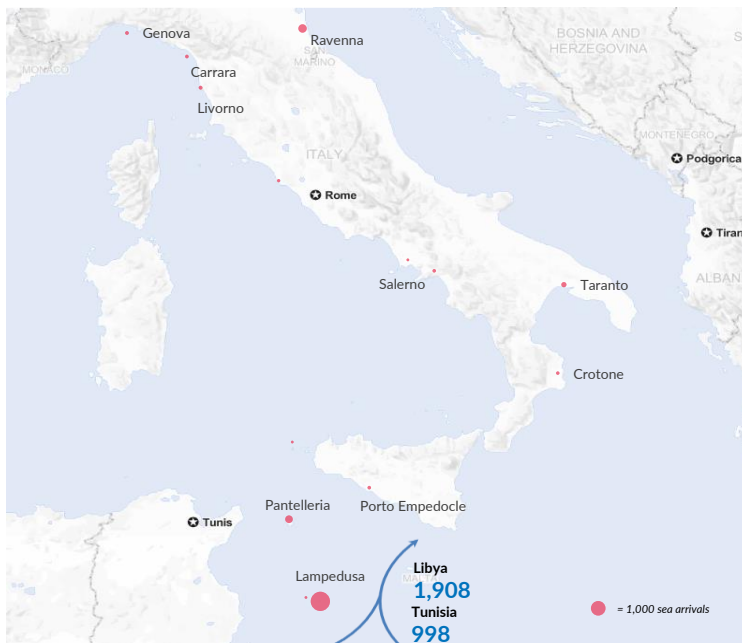 Genova
Ravenna
BOSNIA AND
HERZEGOVINA
SAN
MARINO
MONACO
Carrara
Livorno
MONTENEGRO
ITALY
Podgorica
Rome
Tiran
ALBAN
Salerno
Taranto
Crotone
Pantelleria
Porto Empedocle
Tunis
Lampedusa
Libya
MALTA
1,908
Tunisia
998
= 1,000 sea arrivals